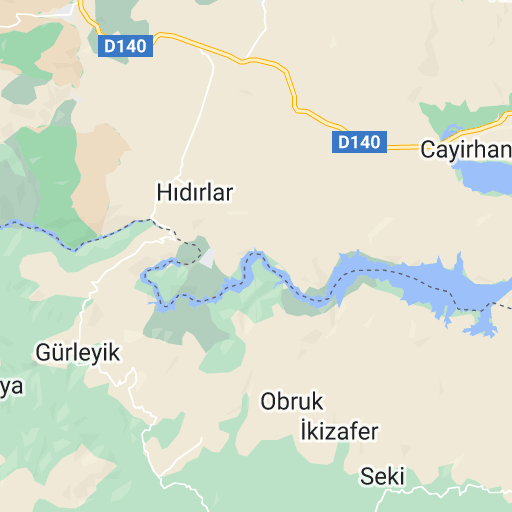 D140
D140
Cayirhan
Hıdırlar
Gürleyik
ya
Obruk
İkizafer
Seki